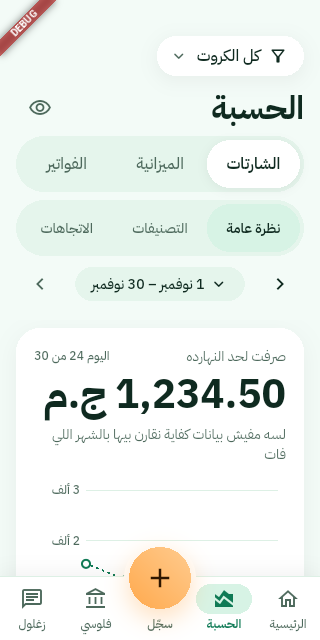 DEBUG
كل الكروت
الحسبة
الشارتات
الميزانية
الفواتير
نظرة عامة
التصنيفات
الاتجاهات
1 نوفمبر – 30 نوفمبر
صرفت لحد النهارده
اليوم 24 من 30
1,234.50 ج.م
لسه مفيش بيانات كفاية نقارن بيها بالشهر اللي
فات
3 ألف
2 ألف
الرئيسية
الحسبة
سجّل
فلوسي
زغلول